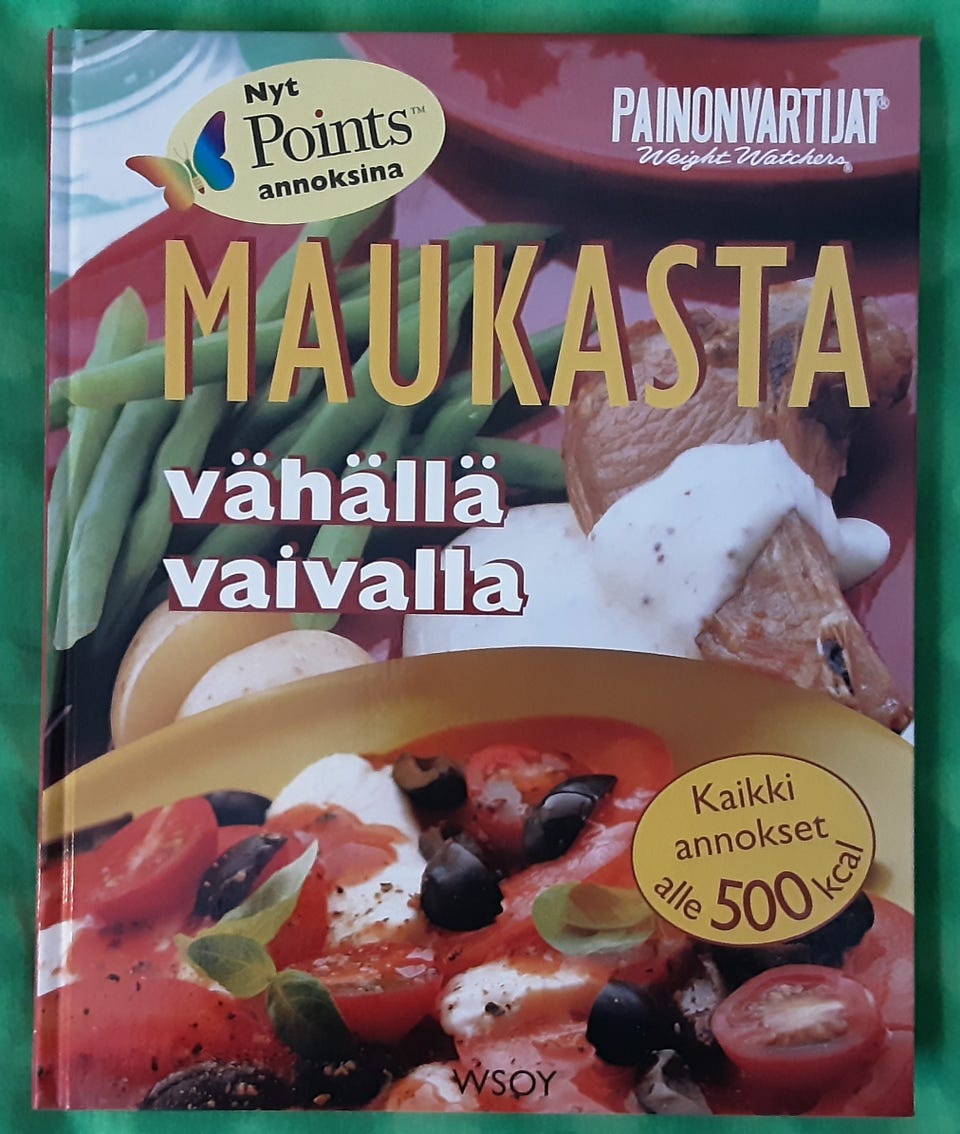 Nyt
Points™
annoksina
PAINONVARTIJAT®
Weight Watchers®
MAUKASTA
vähällä
vaivalla
Kaikki
annokset
alle 500 kcal
WSOY